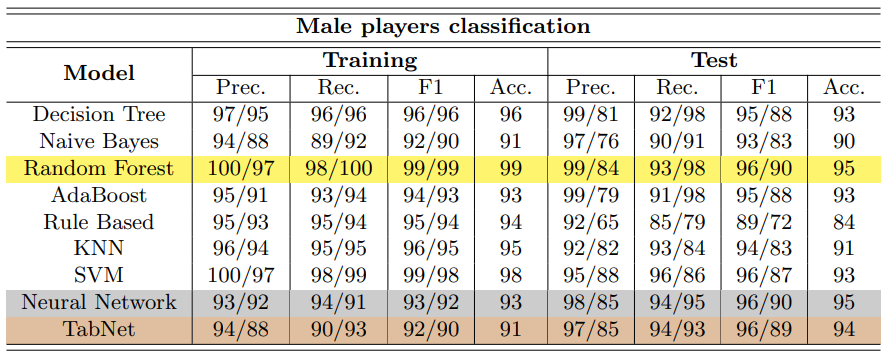 Male players classification
Model Training Test
Prec. Rec. F1 Acc. Prec. Rec. F1 Acc.
Decision Tree 97/95 96/96 96/96 96 99/81 92/98 95/88 93
Naive Bayes 94/88 89/92 92/90 91 97/76 90/91 93/83 90
Random Forest 100/97 98/100 99/99 99 99/84 93/98 96/90 95
AdaBoost 95/91 93/94 94/93 93 99/79 91/98 95/88 93
Rule Based 95/93 95/94 95/94 94 92/65 85/79 89/72 84
KNN 96/94 95/95 96/95 95 92/82 93/84 94/83 91
SVM 100/97 98/99 99/98 98 95/88 96/86 96/87 93
Neural Network 93/92 94/91 93/92 93 98/85 94/95 96/90 95
TabNet 94/88 90/93 92/90 91 97/85 94/93 96/89 94